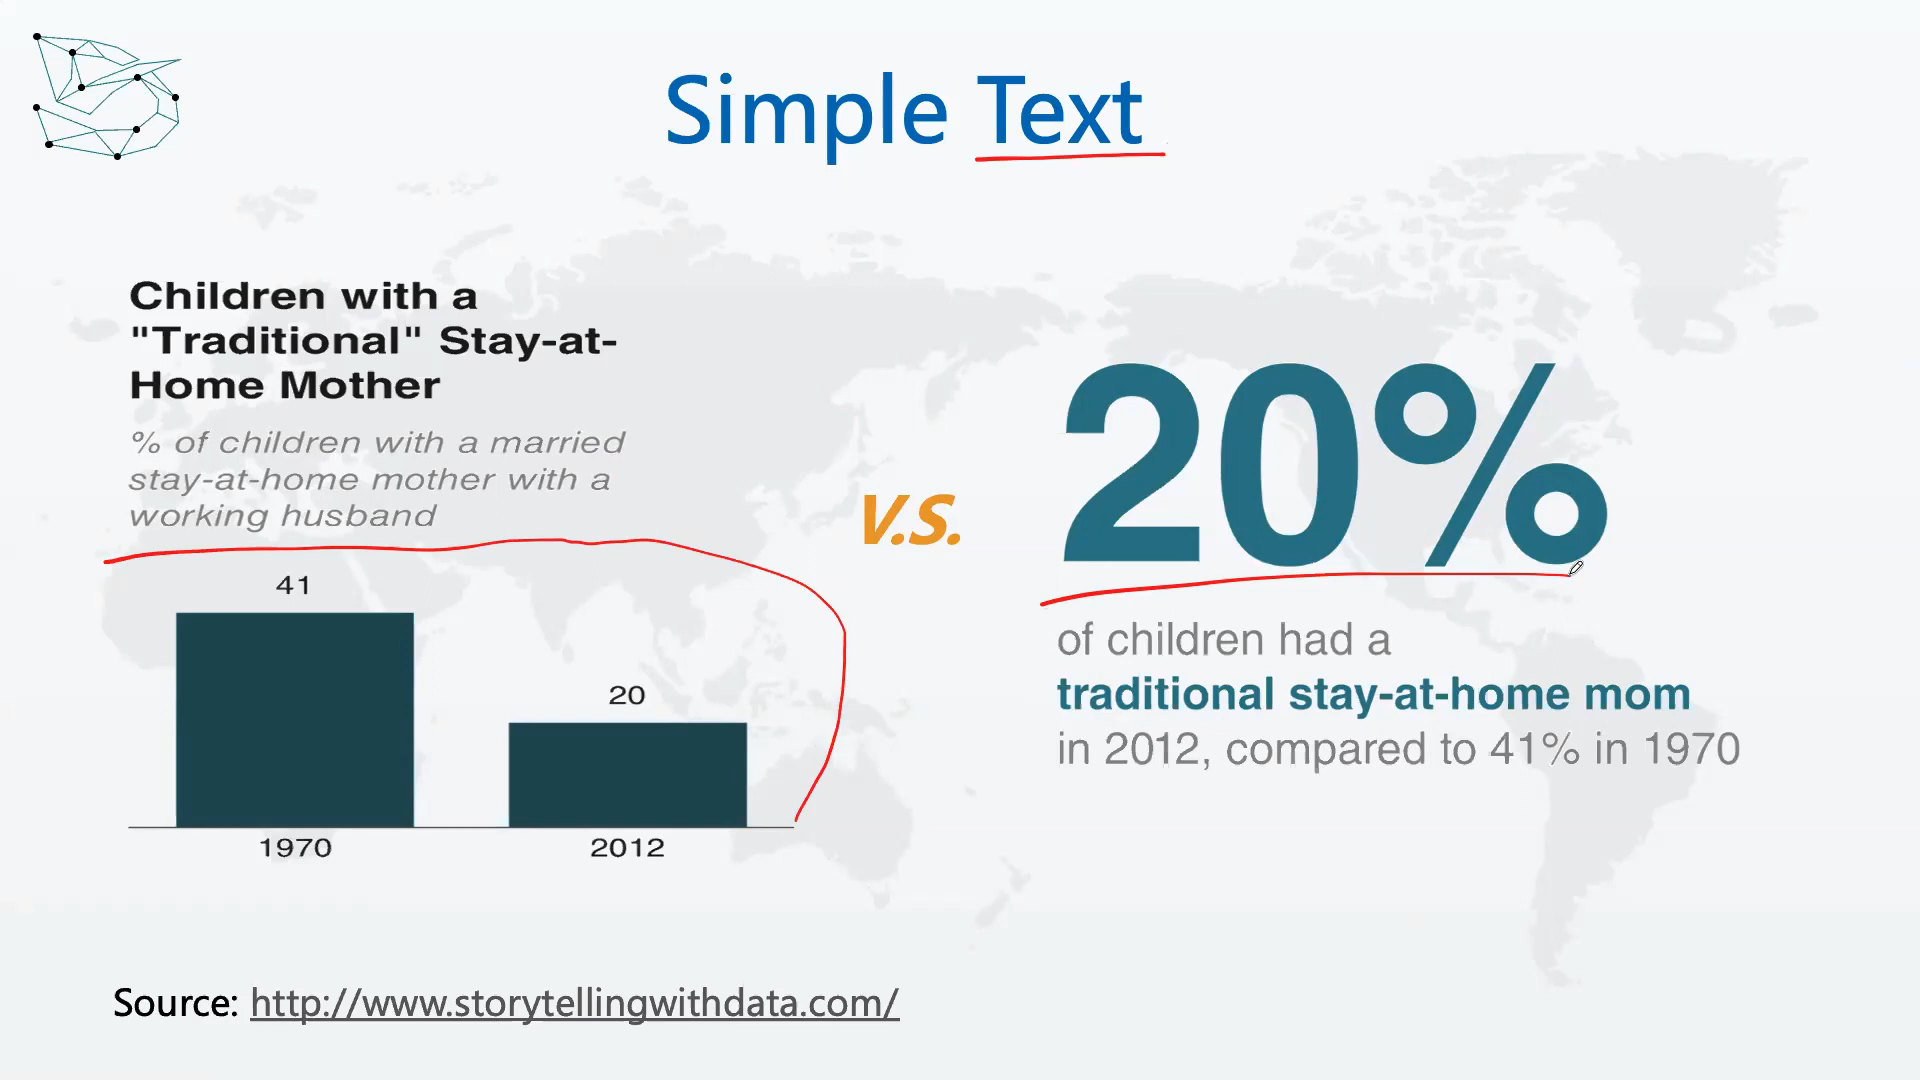 Simple Text
Children with a
"Traditional" Stay-at-
Home Mother
% of children with a married
stay-at-home mother with a
working husband
41
20
1970
2012
V.S.
20%
of children had a
traditional stay-at-home mom
in 2012, compared to 41% in 1970
Source: http://www.storytellingwithdata.com/